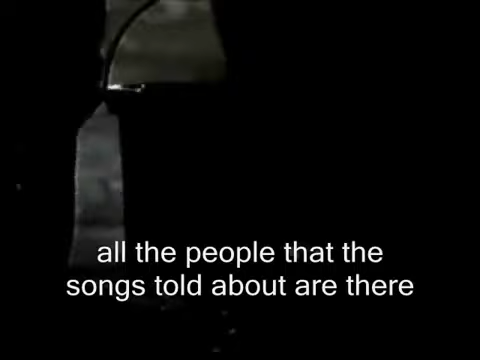 all the people that the
songs told about are there